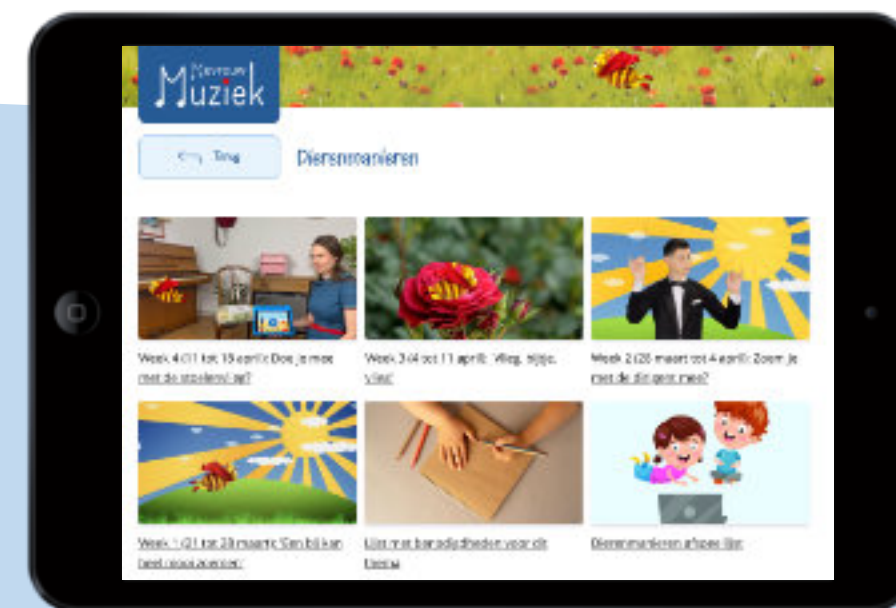 Mevrouw
Muziek
Terug
Dierenmanieren
Week 4 (11 tot 18 april): Doe je mee
met de stoelenvlieg?
Week 3 (4 tot 11 april): 'Vlieg, bijtje,
vlieg'
Week 2 (28 maart tot 4 april): Zoem je
met de dirigent mee?
Week 1 (21 tot 28 maart): 'Een bij kan
heel mooi zoemen'
Lijst met benodigdheden voor dit
thema
Dierenmanieren afspeellijst